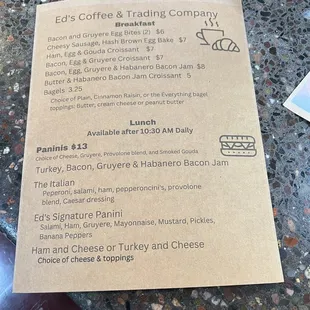 Ed's Coffee & Trading Company
Breakfast
Bacon and Gruyere Egg Bites (2) $6
Cheesy Sausage, Hash Brown Egg Bake $7
Ham, Egg & Gouda Croissant $7
Bacon, Egg & Gruyere Croissant $7
Bacon, Egg, Gruyere & Habanero Bacon Jam $8
Butter & Habanero Bacon Jam Croissant 5
Bagels 3.25
Choice of Plain, Cinnamon Raisin, or the Everything bagel
toppings: Butter, cream cheese or peanut butter
Lunch
Available after 10:30 AM Daily
Paninis $13
Choice of Cheese, Gruyere, Provolone blend, and Smoked Gouda
Turkey, Bacon, Gruyere & Habanero Bacon Jam
The Italian
Peperoni, salami, ham, pepperoncini's, provolone
blend, Caesar dressing
Ed's Signature Panini
Salami, Ham, Gruyere, Mayonnaise, Mustard, Pickles,
Banana Peppers
Ham and Cheese or Turkey and Cheese
Choice of cheese & toppings